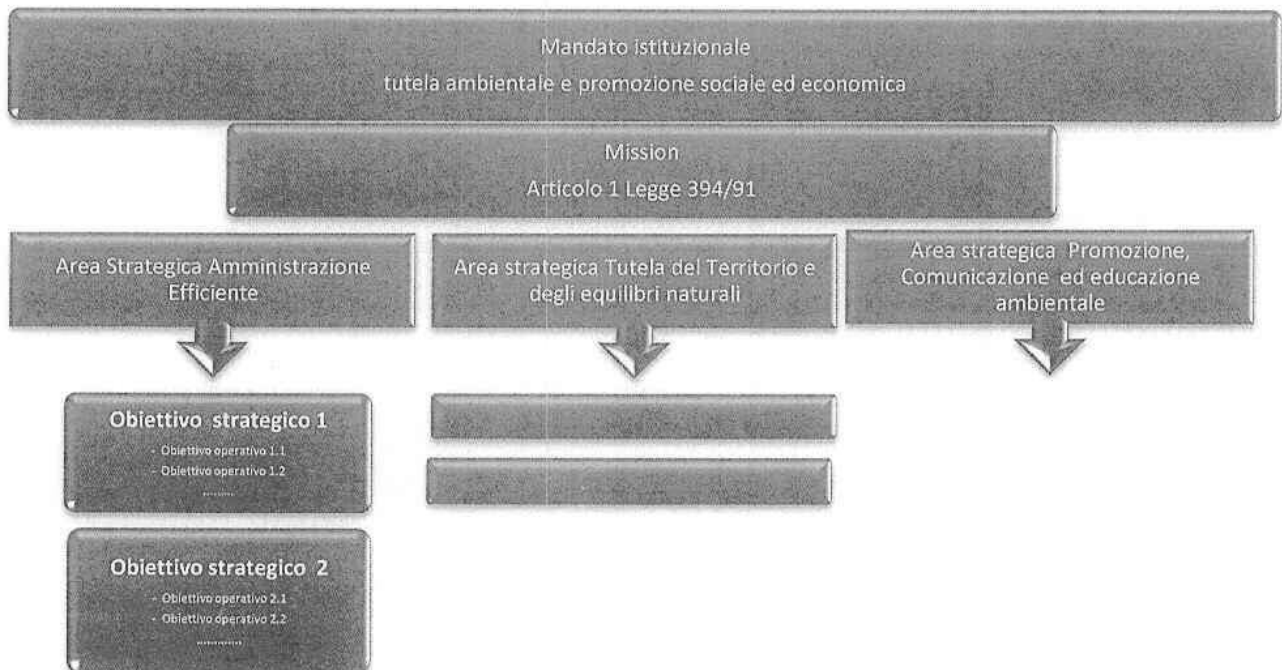 Mandato istituzionale
tutela ambientale e promozione sociale ed economica
Mission
Articolo 1 Legge 394/91
Area Strategica Amministrazione
Efficiente
Area strategica Tutela del Territorio e
degli equilibri naturali
Area strategica Promozione,
Comunicazione ed educazione
ambientale
Obiettivo strategico 1
- Obiettivo operativo 1.1
- Obiettivo operativo 1.2
.........
Obiettivo strategico 2
- Obiettivo operativo 2.1
- Obiettivo operativo 2.2
............